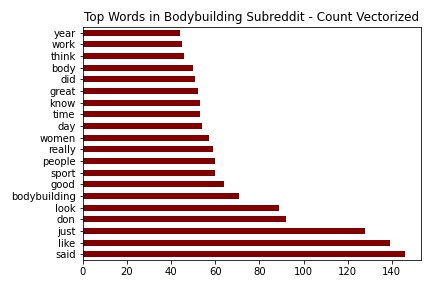 Top Words in Bodybuilding Subreddit - Count Vectorized
year
work
think
body
did
great
know
time
day
women
really
people
sport
good
bodybuilding
look
don
just
like
said
0 20 40 60 80 100 120 140